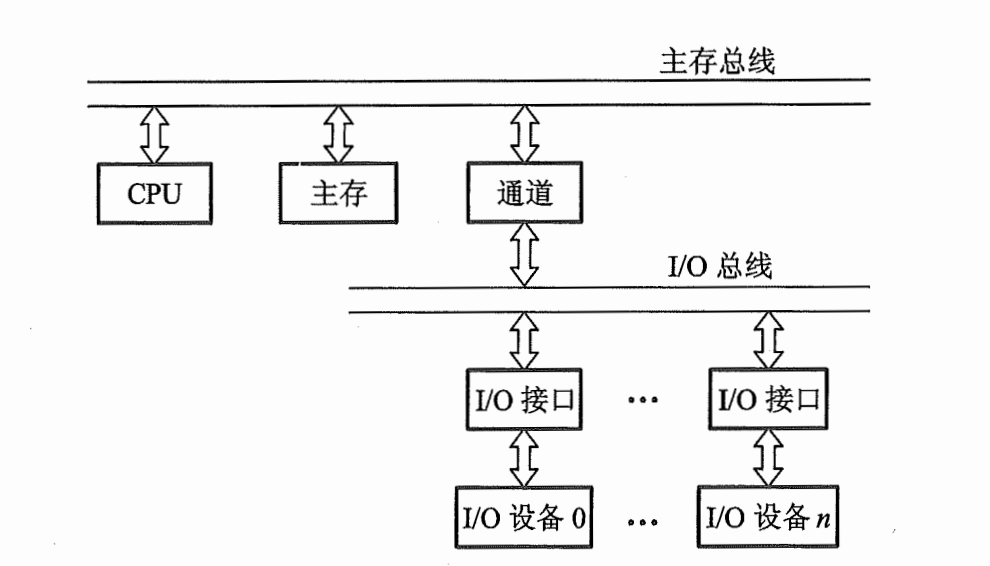 主存总线
CPU
主存
通道
I/O 总线
I/O 接口
…
I/O 接口
I/O 设备 0
…
I/O 设备 n